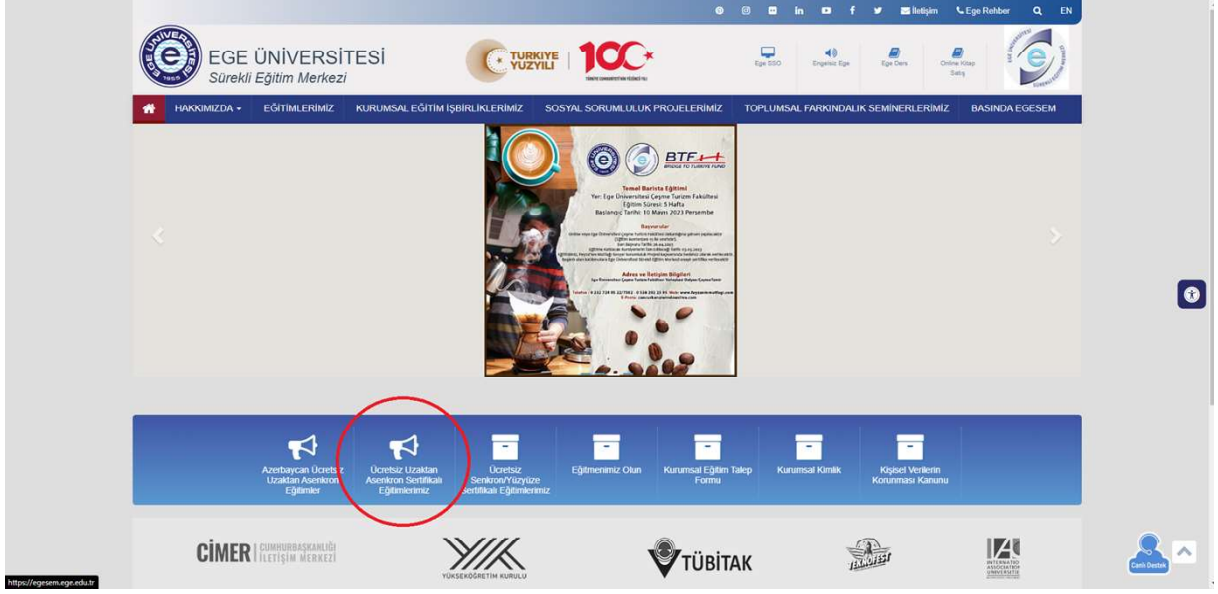 İletişim
Ege Rehber
EN
EGE ÜNİVERSİTESİ
Sürekli Eğitim Merkezi
TÜRKİYE
YÜZYILI
100
Ege SSO
Engelsiz Ege
Ege Ders
Online Kitap
Satış
HAKKIMIZDA
EĞİTİMLERİMİZ
KURUMSAL EĞİTİM İŞBİRLİKLERİMİZ
SOSYAL SORUMLULUK PROJELERİMİZ
TOPLUMSAL FARKINDALIK SEMİNERLERİMİZ
BASINDA EGESEM
BTF
BRIDGE TO TURKIYE FUND
Temel Barista Eğitimi
Yer: Ege Üniversitesi Çeşme Turizm Fakültesi
Eğitim Süresi: 5 Hafta
Başlangıç Tarihi: 10 Mayıs 2023 Perşembe
Başvurular
Adres ve İletişim Bilgileri
Azerbaycan Ücretsiz
Uzaktan Asenkron
Eğitimler
Ücretsiz Uzaktan
Asenkron Sertifikalı
Eğitimlerimiz
Ücretsiz
Senkron/Yüzyüze
Sertifikalı Eğitimlerimiz
Eğitmenimiz Olun
Kurumsal Eğitim Talep
Formu
Kurumsal Kimlik
Kişisel Verilerin
Korunması Kanunu
CİMER
CUMHURBAŞKANLIĞI
İLETİŞİM MERKEZİ
YÜKSEKÖĞRETİM KURULU
TÜBİTAK
TEKNOFEST
Canlı Destek
https://egesem.ege.edu.tr